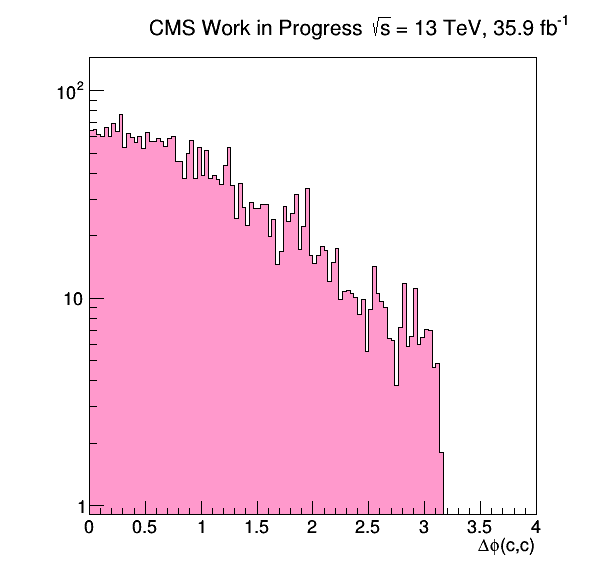 CMS Work in Progress √s = 13 TeV, 35.9 fb⁻¹
10²
10
1
0 0.5 1 1.5 2 2.5 3 3.5 4
Δϕ(c,c)